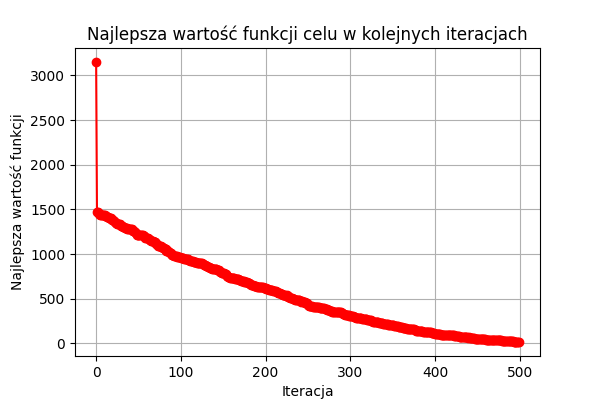 Najlepsza wartość funkcji celu w kolejnych iteracjach
Najlepsza wartość funkcji
3000
2500
2000
1500
1000
500
0
0 100 200 300 400 500
Iteracja